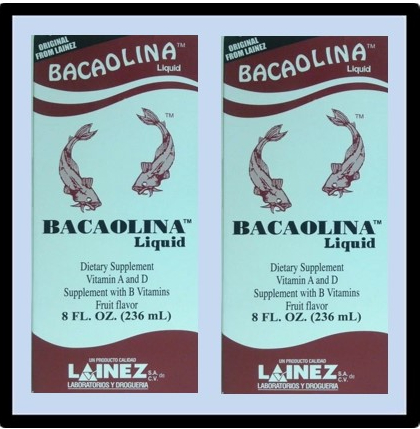 ORIGINAL
FROM LAINEZ
BACAOLINA™
Liquid
TM
BACAOLINA™
Liquid
Dietary Supplement
Vitamin A and D
Supplement with B Vitamins
Fruit flavor
8 FL. OZ. (236 mL)
UN PRODUCTO CALIDAD
LAINEZ S.A. de C.V.
LABORATORIOS Y DROGUERIA
ORIGINAL
FROM LAINEZ
BACAOLINA™
Liquid
TM
BACAOLINA™
Liquid
Dietary Supplement
Vitamin A and D
Supplement with B Vitamins
Fruit flavor
8 FL. OZ. (236 mL)
UN PRODUCTO CALIDAD
LAINEZ S.A. de C.V.
LABORATORIOS Y DROGUERIA